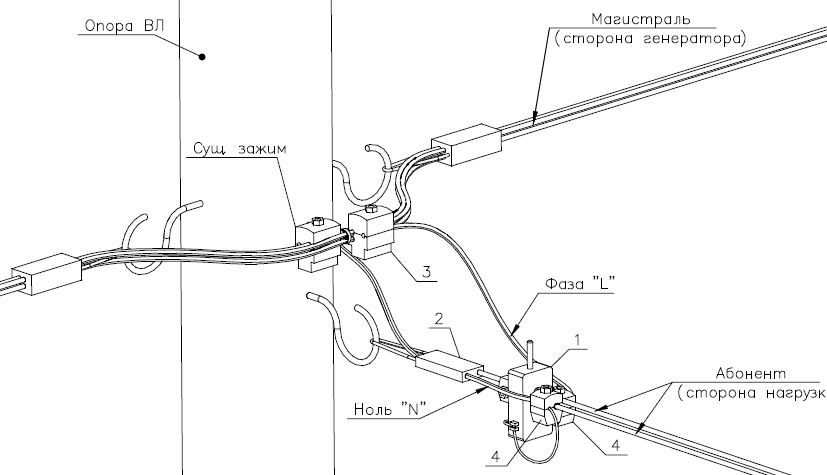 Опора ВЛ
Магистраль
(сторона генератора)
Сущ. зажим
3
Фаза "L"
2
1
Абонент
(сторона нагрузк
Ноль "N"
4
4